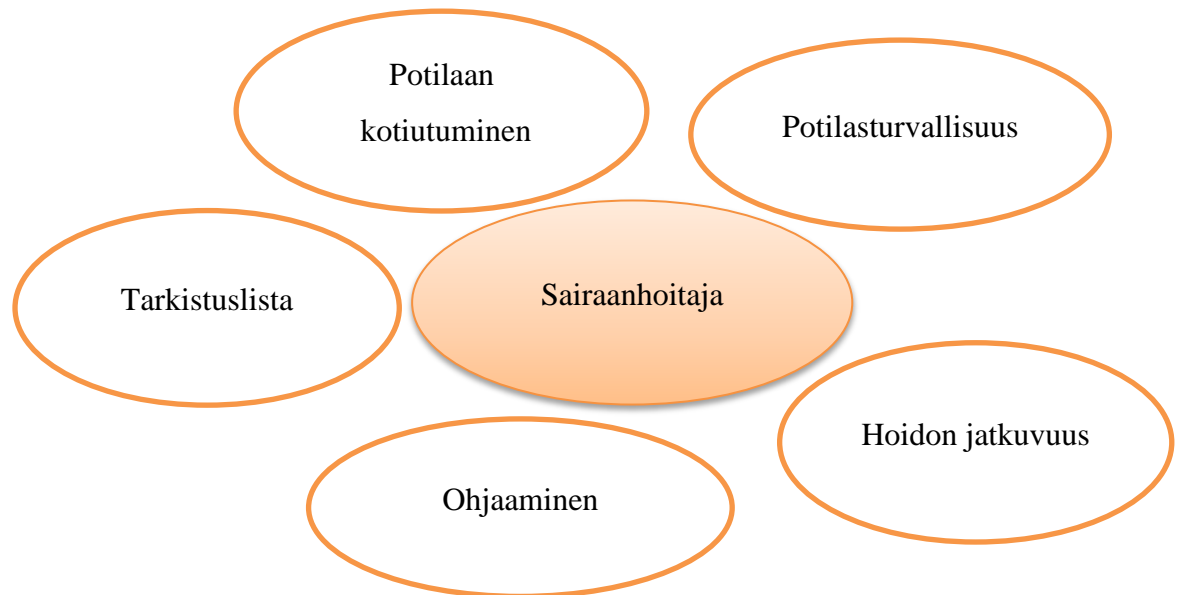 Potilaan
kotiutuminen
Potilasturvallisuus
Tarkistuslista
Sairaanhoitaja
Hoidon jatkuvuus
Ohjaaminen